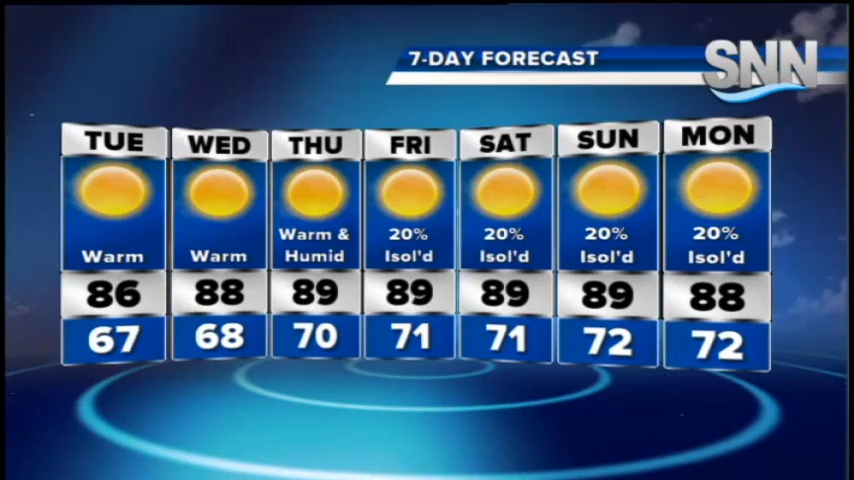 7-DAY FORECAST
SNN
TUE WED THU FRI SAT SUN MON
Warm Warm Warm & Humid 20% Isol'd 20% Isol'd 20% Isol'd 20% Isol'd
86 88 89 89 89 89 88
67 68 70 71 71 72 72